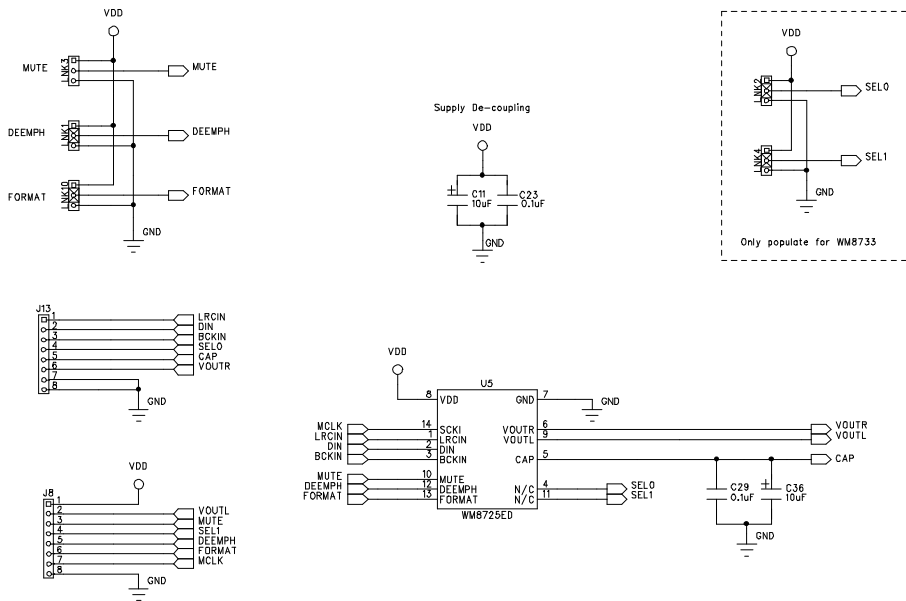 VDD
LNK3
MUTE
MUTE
LNK1
DEEMPH
DEEMPH
LNK10
FORMAT
FORMAT
GND
Supply De-coupling
VDD
+
C11
10uF
C23
0.1uF
GND
VDD
LNK2
SEL0
LNK4
SEL1
GND
Only populate for WM8733
J13
1 LRCIN
2 DIN
3 BCKIN
4 SEL0
5 CAP
6 VOUTR
7
8
GND
VDD
J8
1
2 VOUTL
3 MUTE
4 SEL1
5 DEEMPH
6 FORMAT
7 MCLK
8
GND
VDD
U5
8 VDD
GND 7
GND
MCLK 14 SCKI
LRCIN 1 LRCIN
DIN 2 DIN
BCKIN 3 BCKIN
MUTE 10 MUTE
DEEMPH 12 DEEMPH
FORMAT 13 FORMAT
VOUTR 6 VOUTR
VOUTL 9 VOUTL
CAP 5 CAP
N/C 4 SEL0
N/C 11 SEL1
WM8725ED
C29
0.1uF
+
C36
10uF
GND